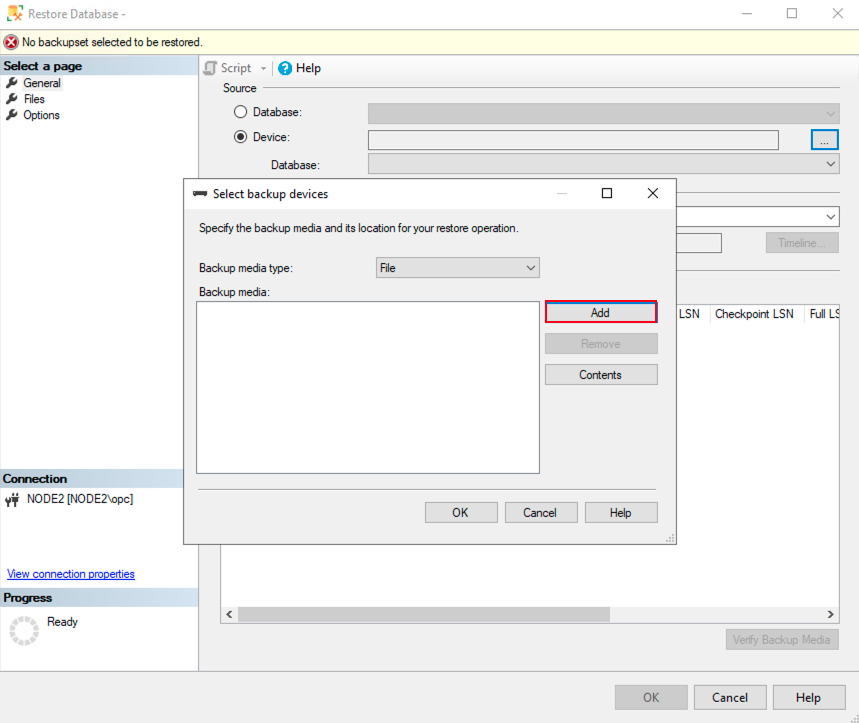 Restore Database -
No backupset selected to be restored.
Select a page
General
Files
Options
Script
Help
Source
Database:
Device:
...
Database:
Select backup devices
Specify the backup media and its location for your restore operation.
Backup media type:
File
Backup media:
Add
Remove
Contents
OK
Cancel
Help
Timeline...
LSN
Checkpoint LSN
Full LS
Connection
NODE2 [NODE2\opc]
View connection properties
Progress
Ready
Verify Backup Media
OK
Cancel
Help